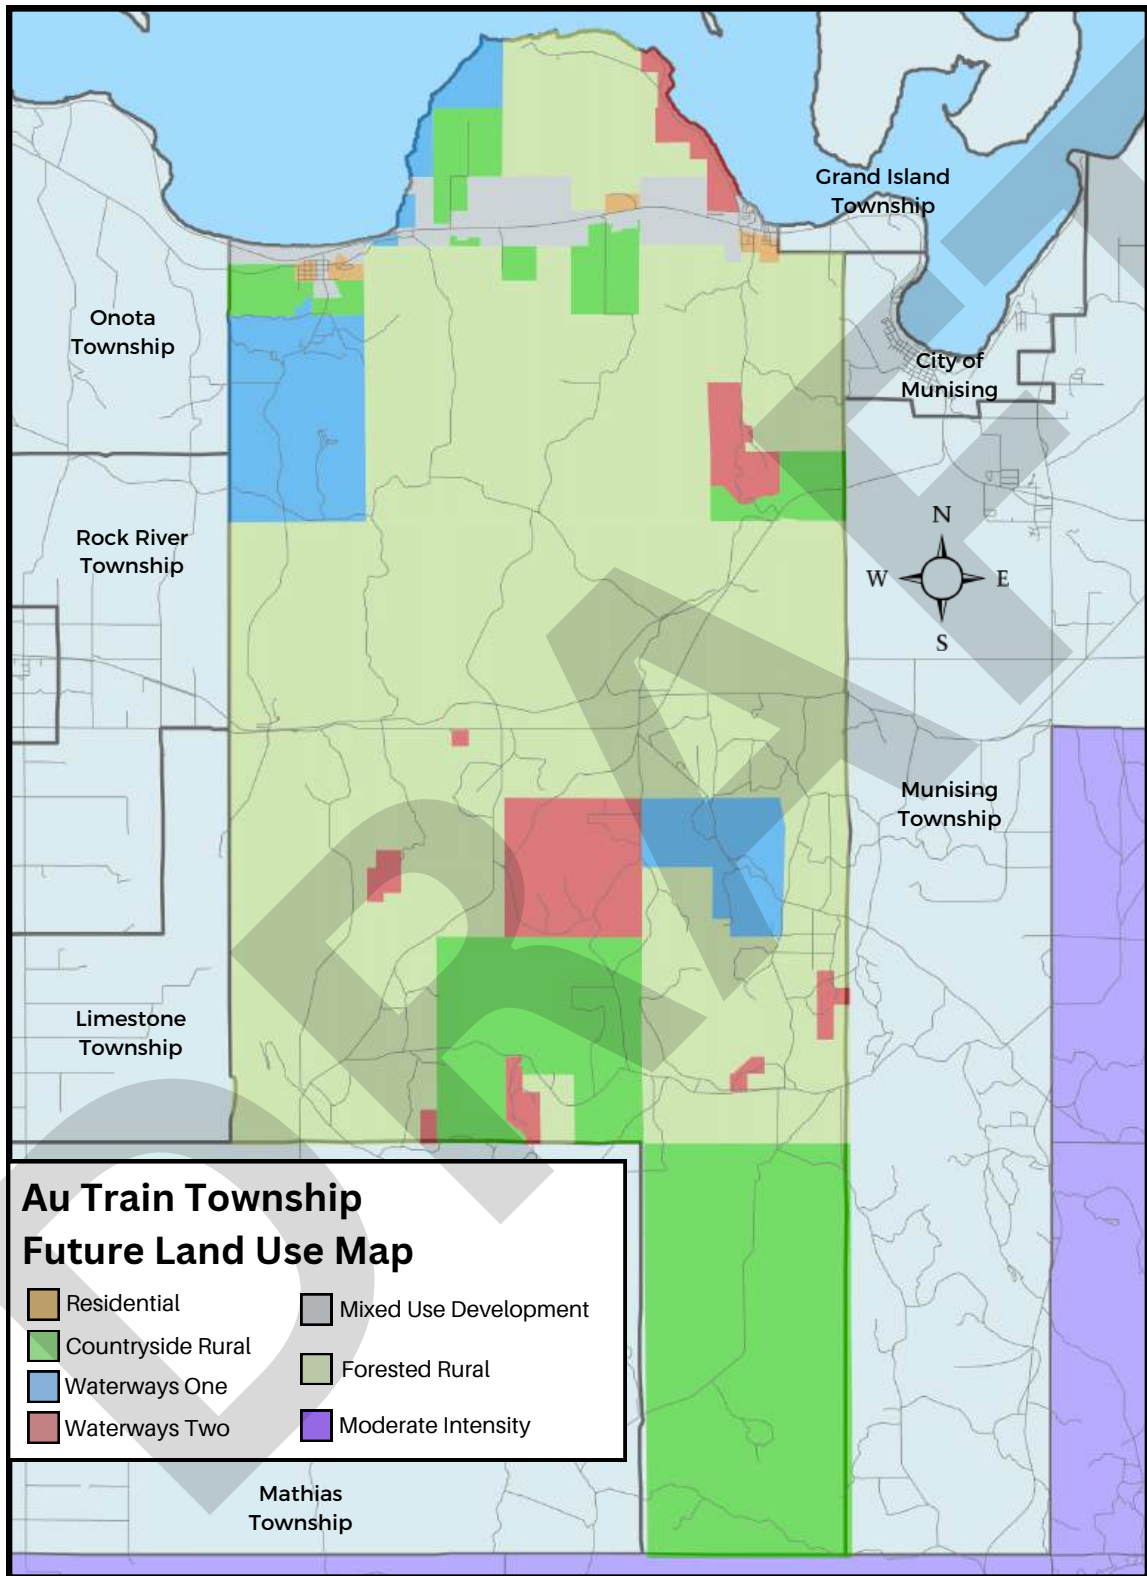 Grand Island
Township
Onota
Township
City of
Munising
Rock River
Township
N
W
E
S
Munising
Township
Limestone
Township
DRAFT
Au Train Township
Future Land Use Map
Residential
Countryside Rural
Waterways One
Waterways Two
Mixed Use Development
Forested Rural
Moderate Intensity
Mathias
Township